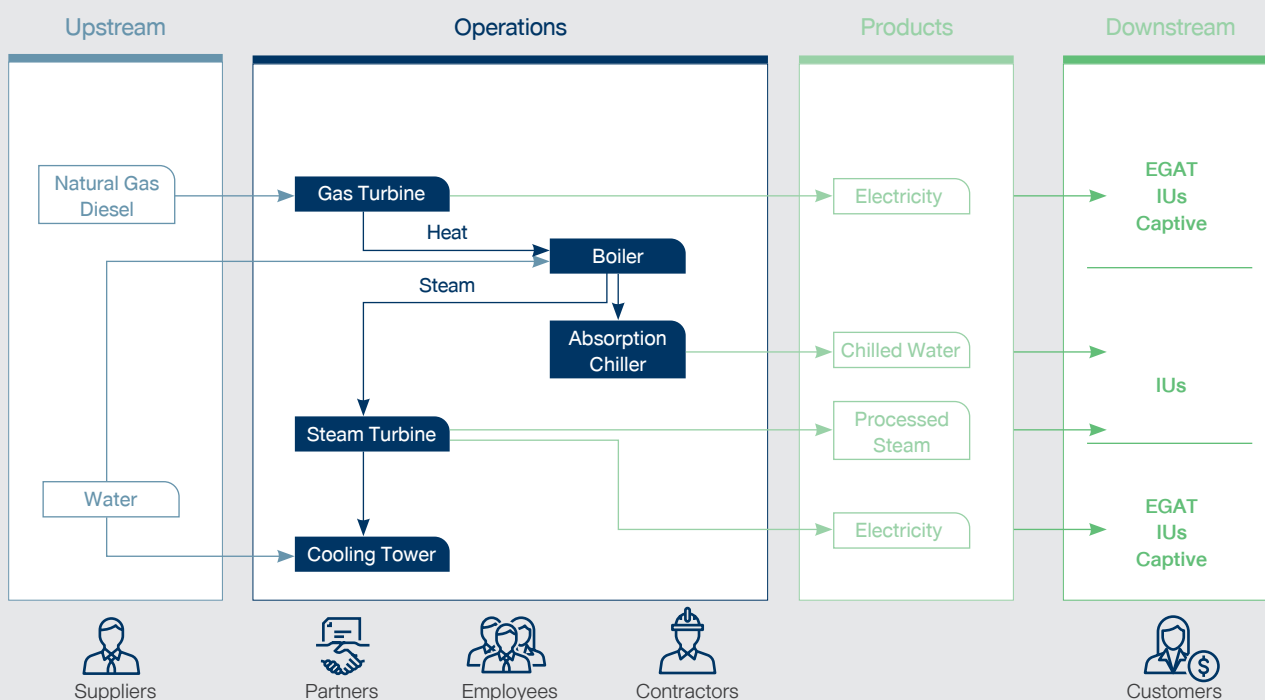 Upstream
Operations
Products
Downstream
Natural Gas
Diesel
Gas Turbine
Electricity
EGAT
IUs
Captive
Heat
Boiler
Steam
Absorption
Chiller
Chilled Water
IUs
Steam Turbine
Processed
Steam
Water
Cooling Tower
Electricity
EGAT
IUs
Captive
$
Suppliers
Partners
Employees
Contractors
Customers